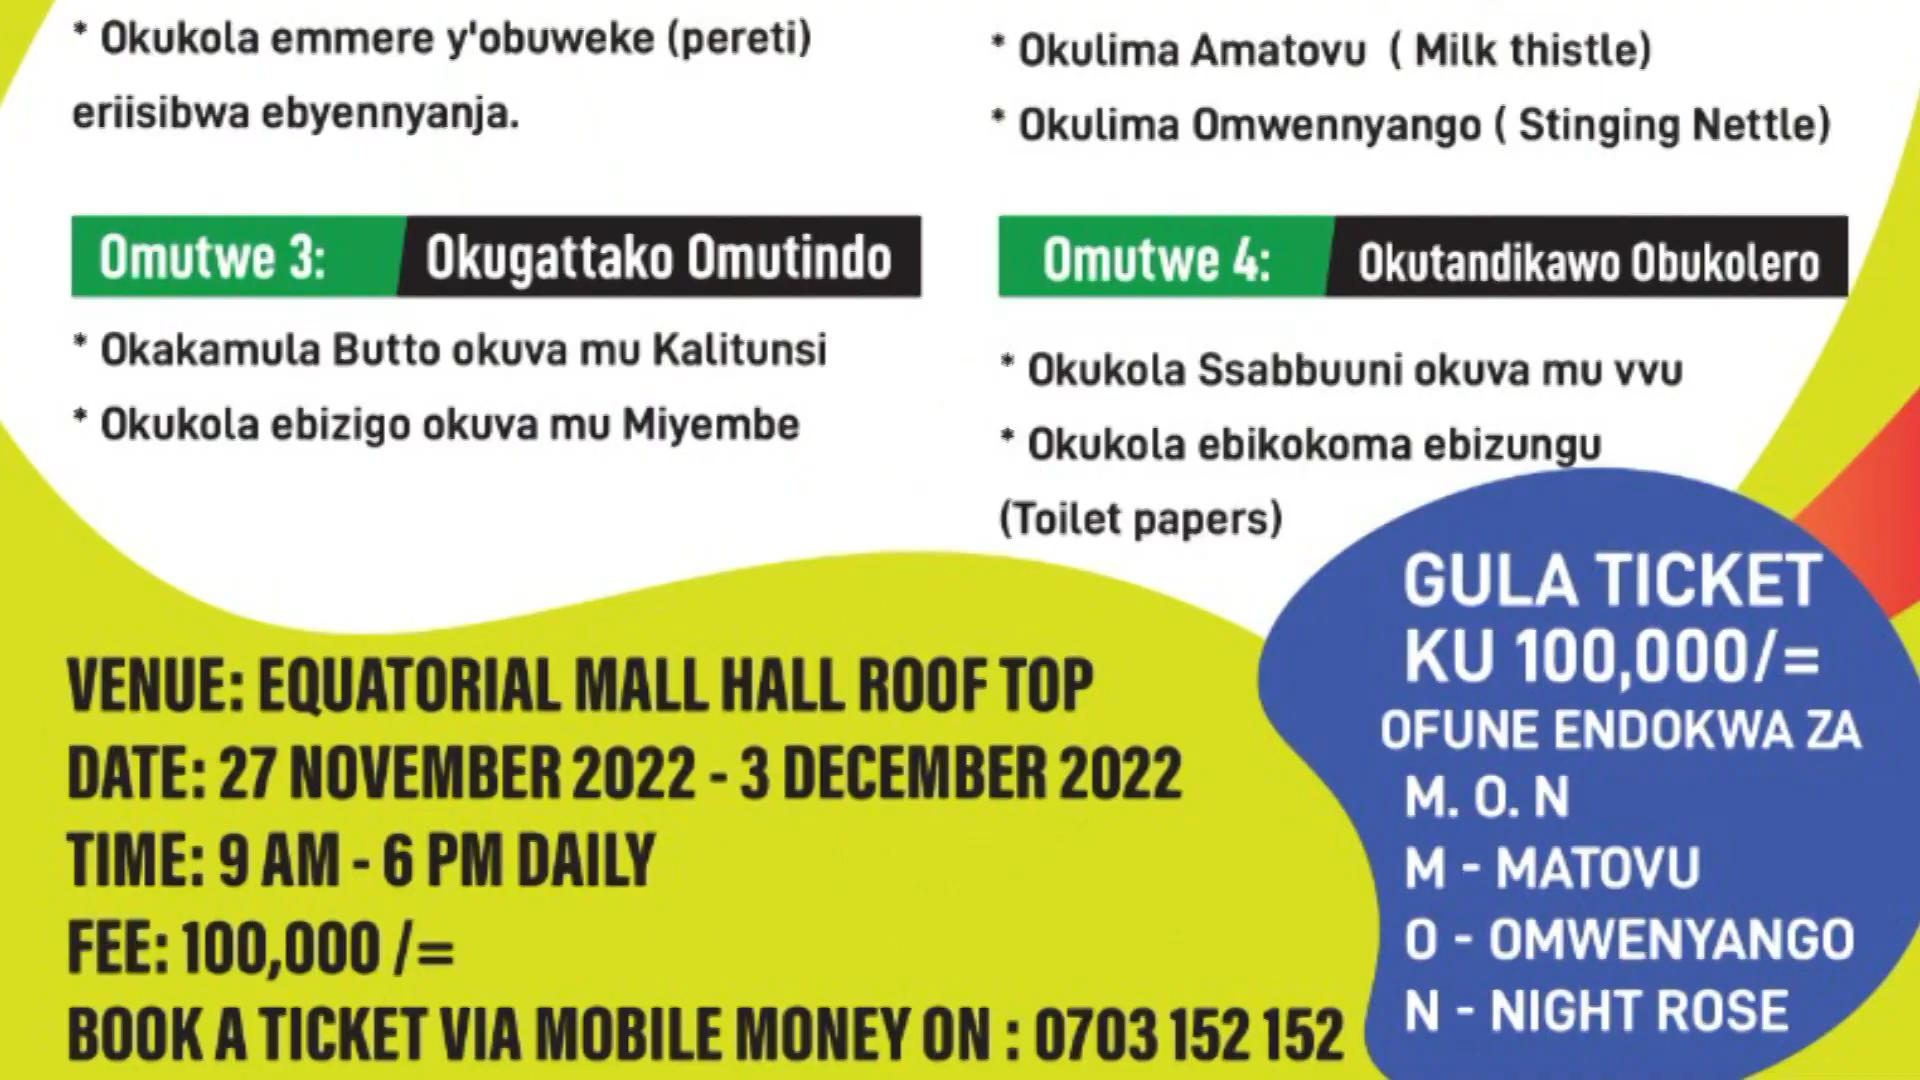 * Okukola emmere y'obuweke (pereti)
eriisibwa ebyennyanja.
* Okulima Amatovu ( Milk thistle)
* Okulima Omwennyango ( Stinging Nettle)
Omutwe 3: Okugattako Omutindo
* Okakamula Butto okuva mu Kalitunsi
* Okukola ebizigo okuva mu Miyembe
Omutwe 4: Okutandikawo Obukolero
* Okukola Ssabbuuni okuva mu vvu
* Okukola ebikokoma ebizungu
(Toilet papers)
VENUE: EQUATORIAL MALL HALL ROOF TOP
DATE: 27 NOVEMBER 2022 - 3 DECEMBER 2022
TIME: 9 AM - 6 PM DAILY
FEE: 100,000 /=
BOOK A TICKET VIA MOBILE MONEY ON : 0703 152 152
GULA TICKET
KU 100,000/=
OFUNE ENDOKWA ZA
M. O. N
M - MATOVU
O - OMWENYANGO
N - NIGHT ROSE